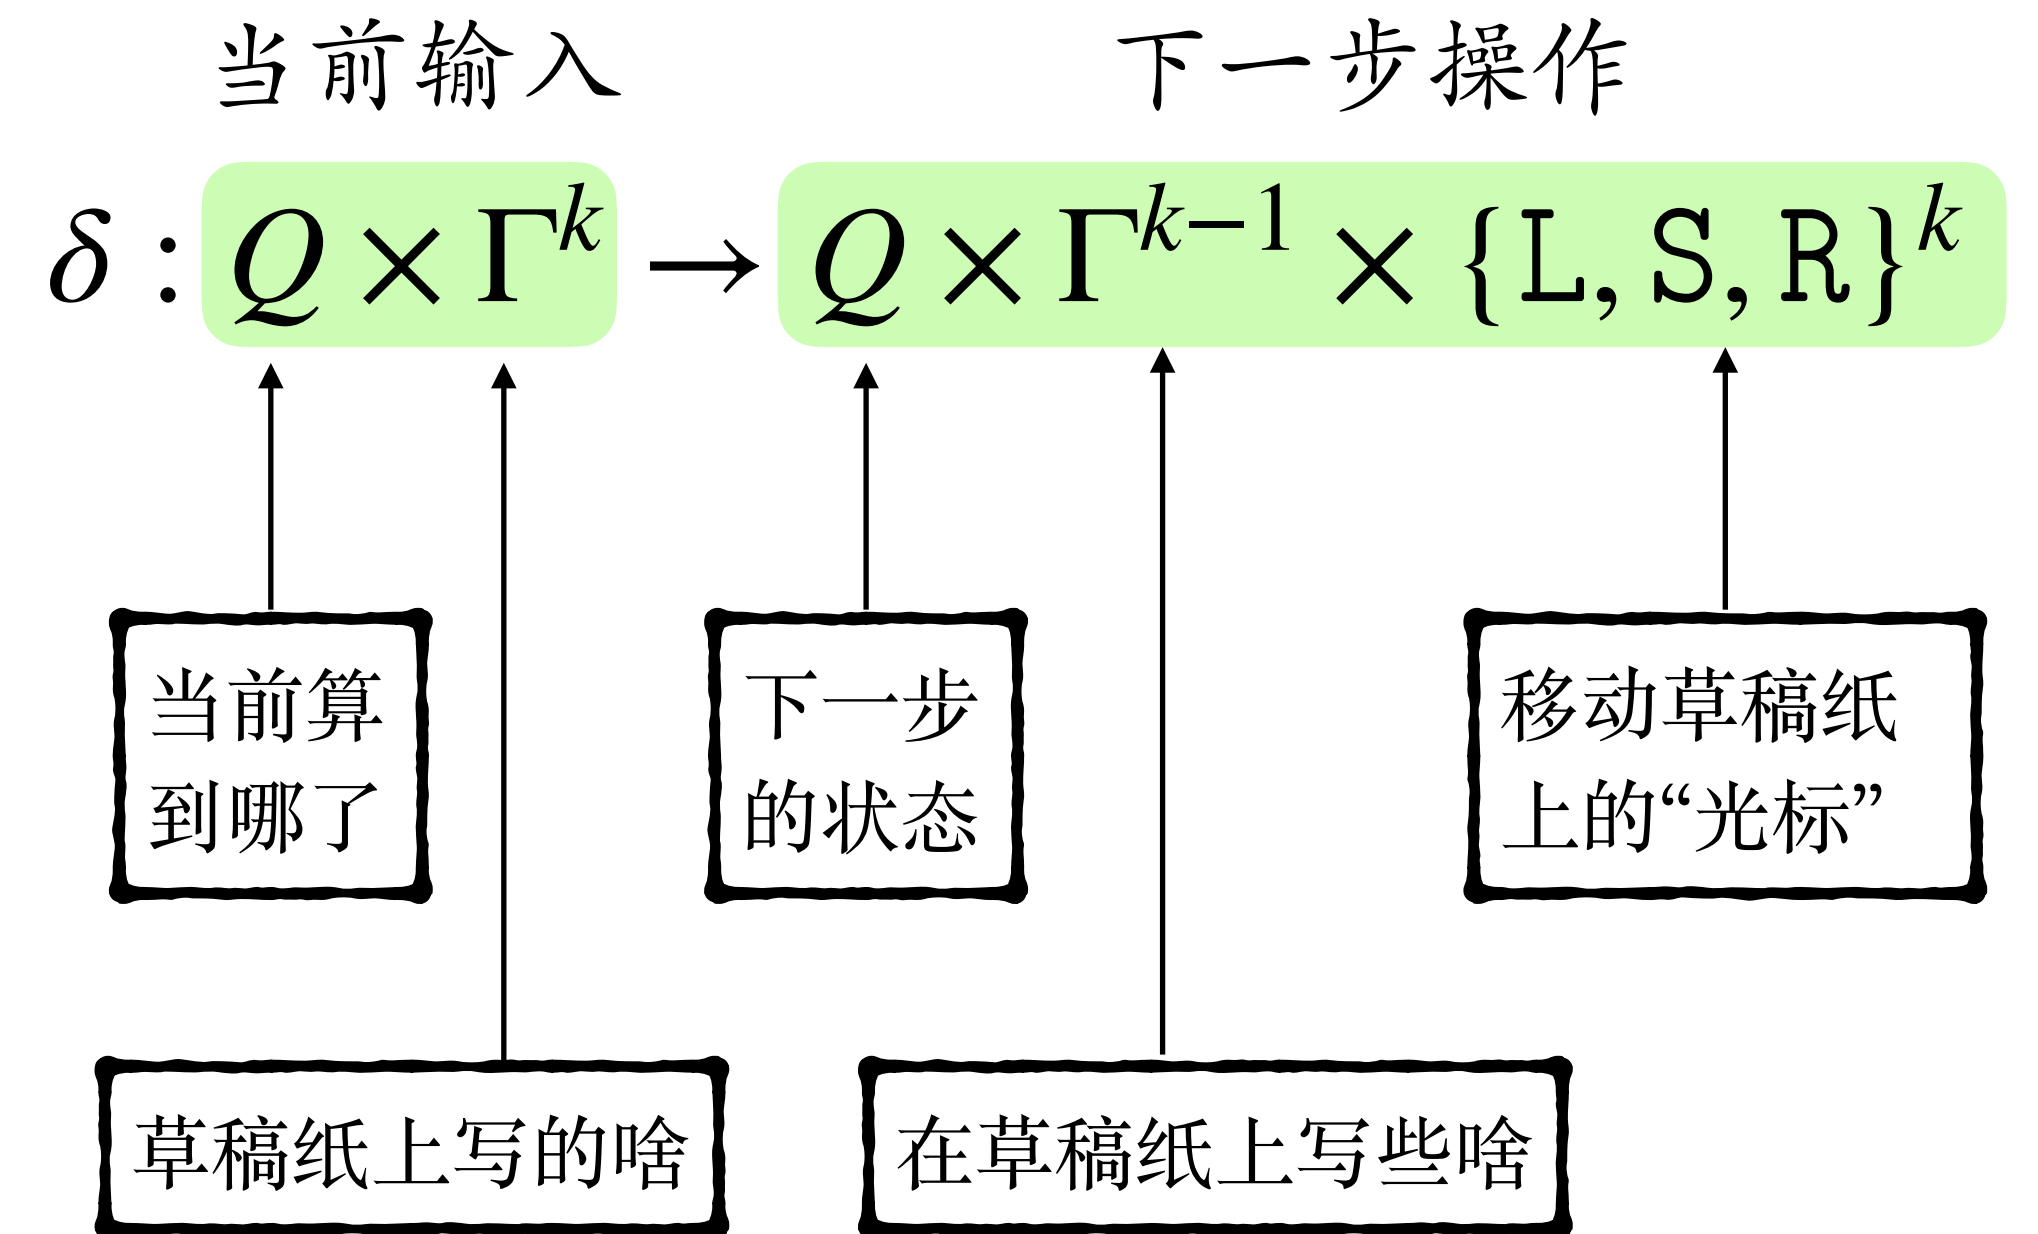 当前输入
下一步操作
δ : Q × Γ^k → Q × Γ^{k−1} × {L, S, R}^k
当前算
到哪了
下一步
的状态
移动草稿纸
上的“光标”
草稿纸上写的啥
在草稿纸上写些啥